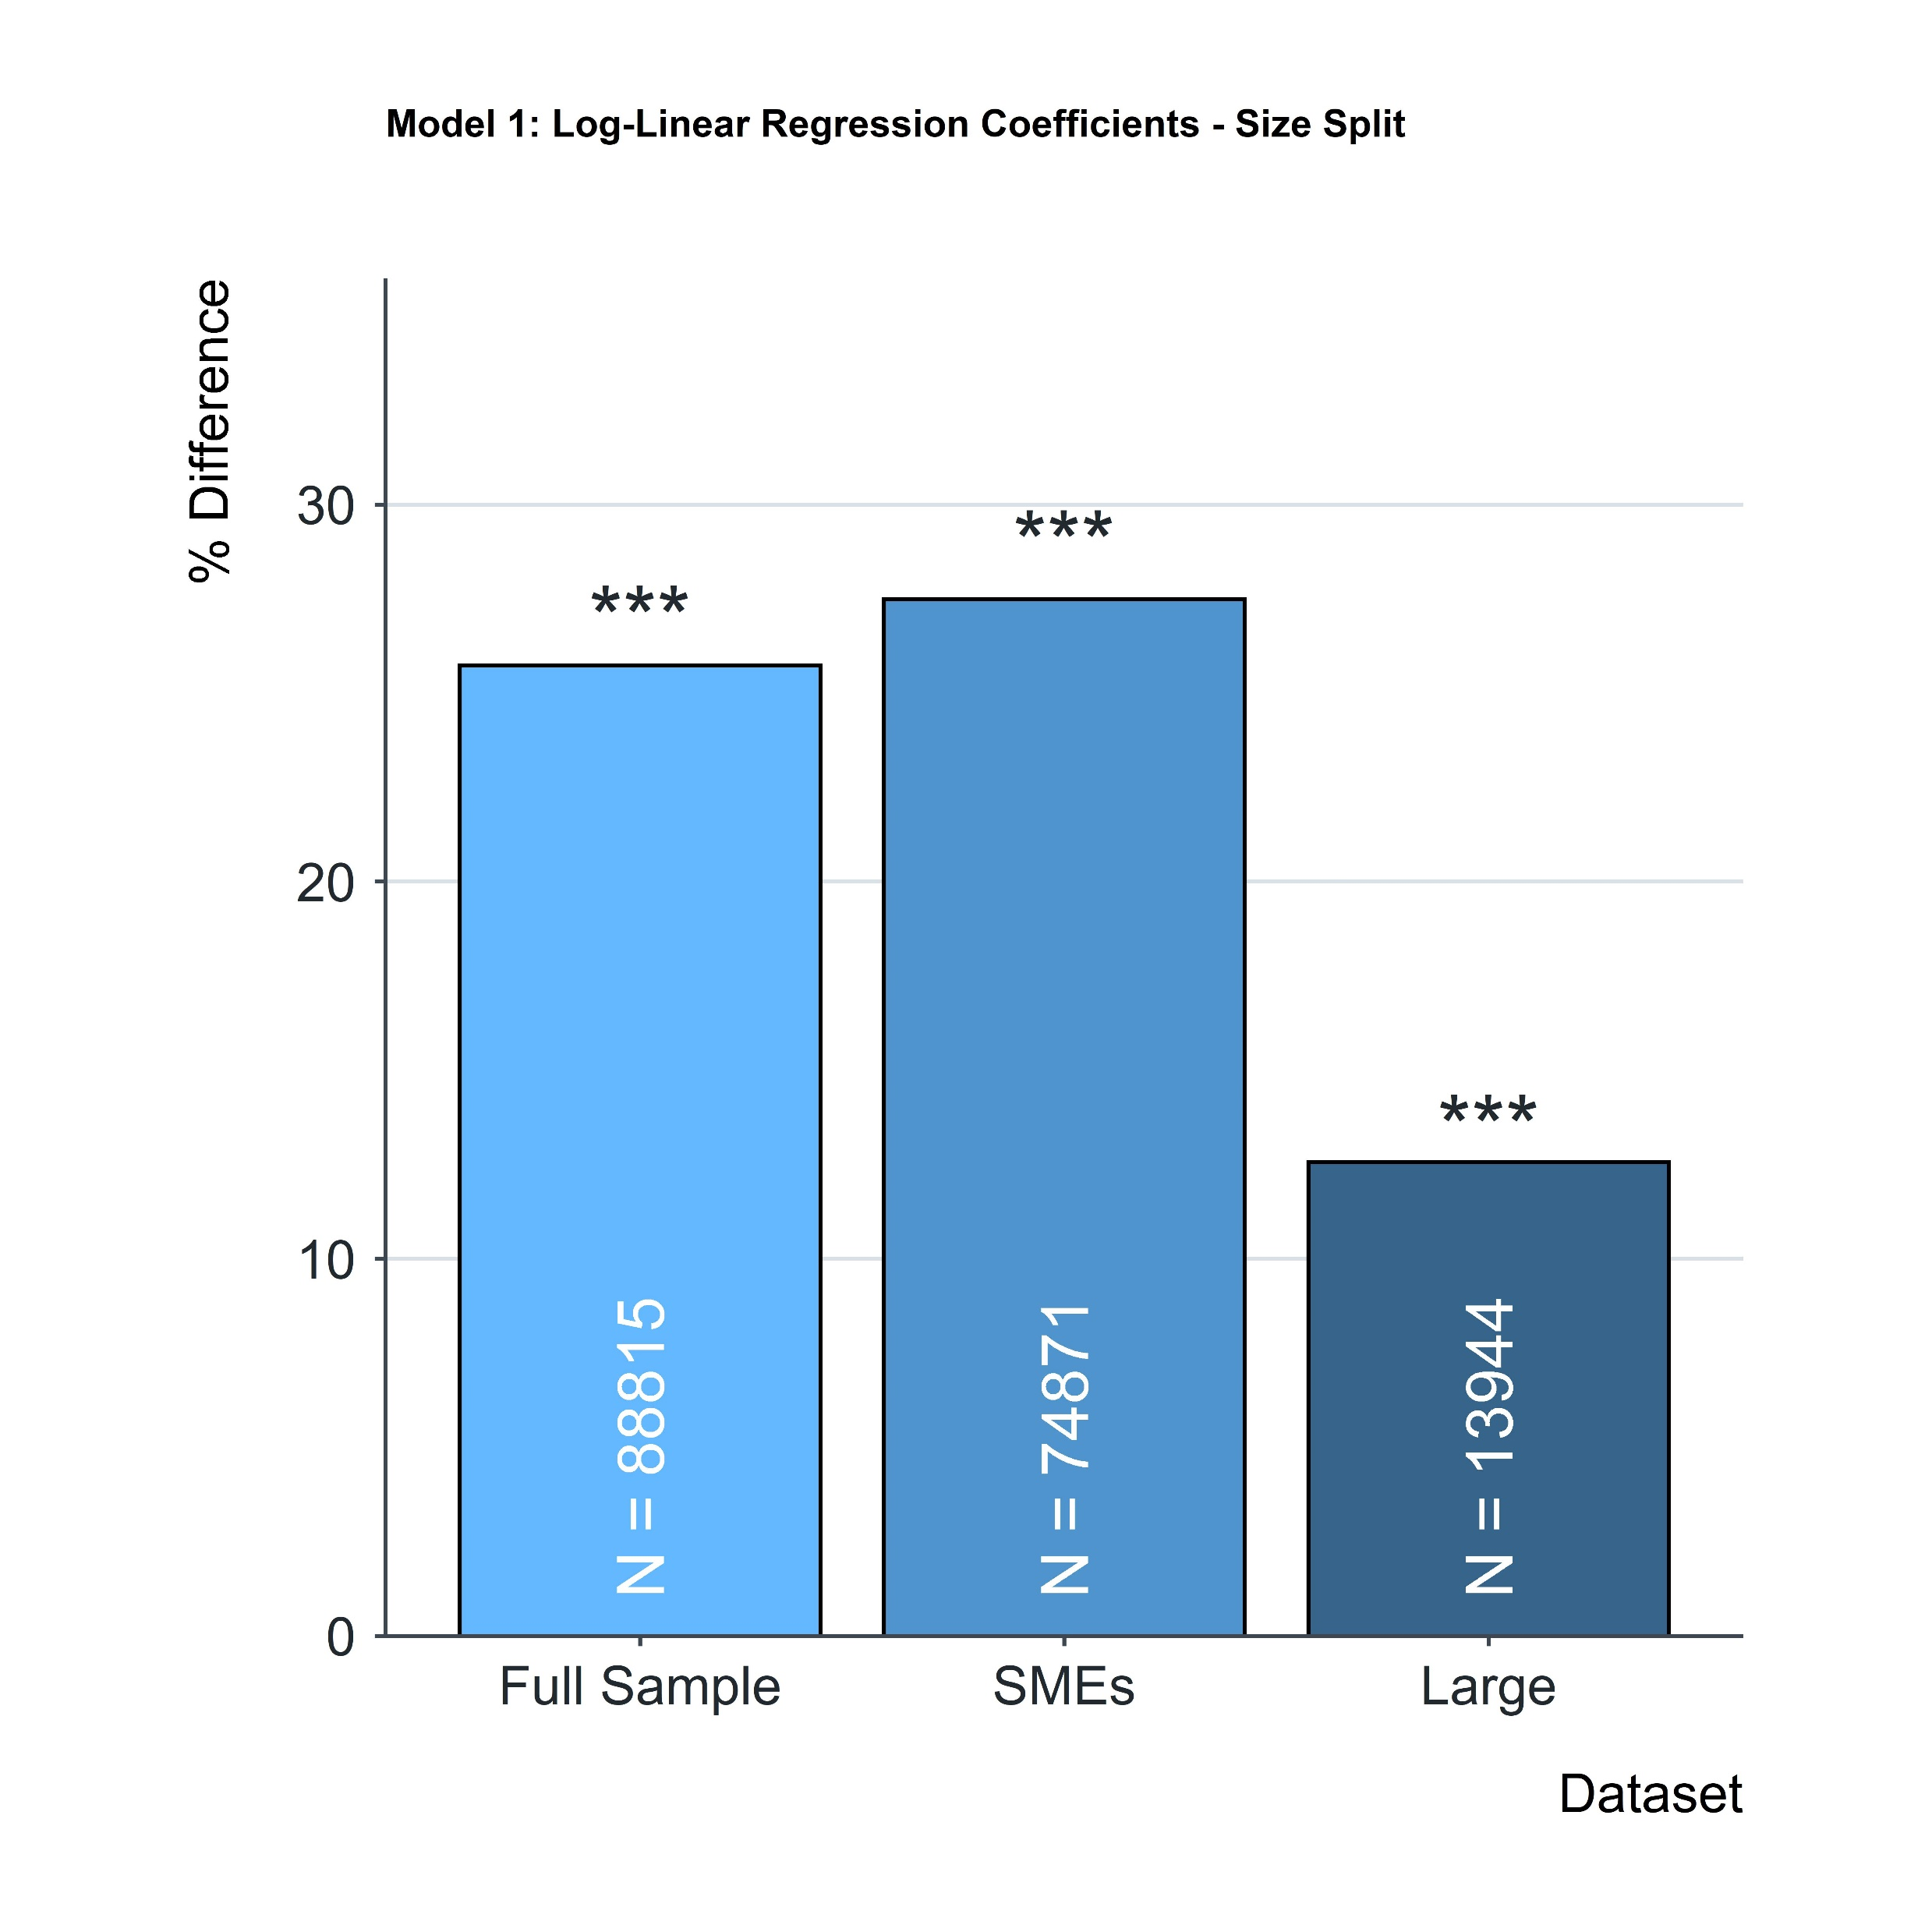 Model 1: Log-Linear Regression Coefficients - Size Split
% Difference
30
20
10
0
***
***
***
N = 88815
N = 74871
N = 13944
Full Sample
SMEs
Large
Dataset